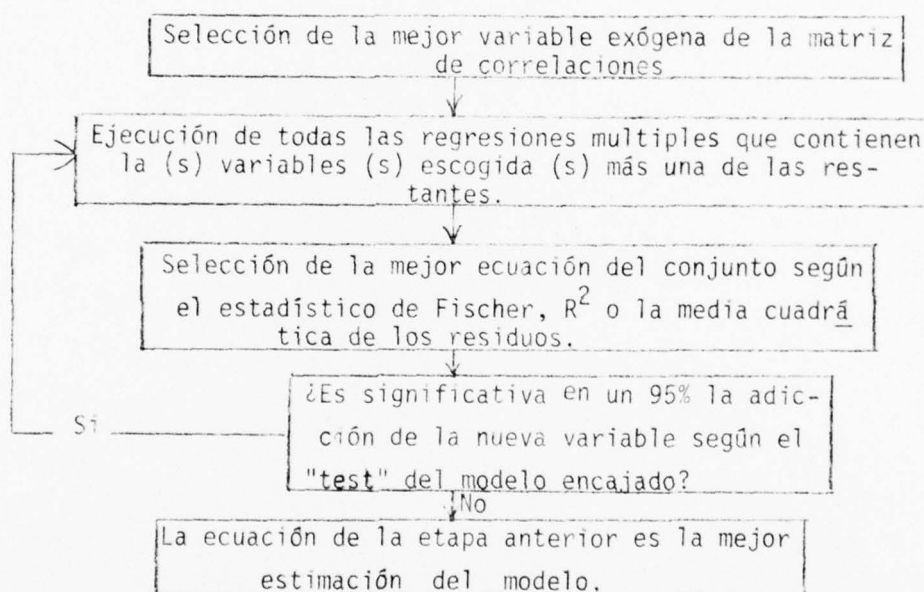 Selección de la mejor variable exógena de la matriz
de correlaciones
Ejecución de todas las regresiones multiples que contienen
la (s) variables (s) escogida (s) más una de las res-
tantes.
Selección de la mejor ecuación del conjunto según
el estadístico de Fischer, R² o la media cuadrá
tica de los residuos.
¿Es significativa en un 95% la adic-
ción de la nueva variable según el
"test" del modelo encajado?
Si
No
La ecuación de la etapa anterior es la mejor
estimación del modelo.